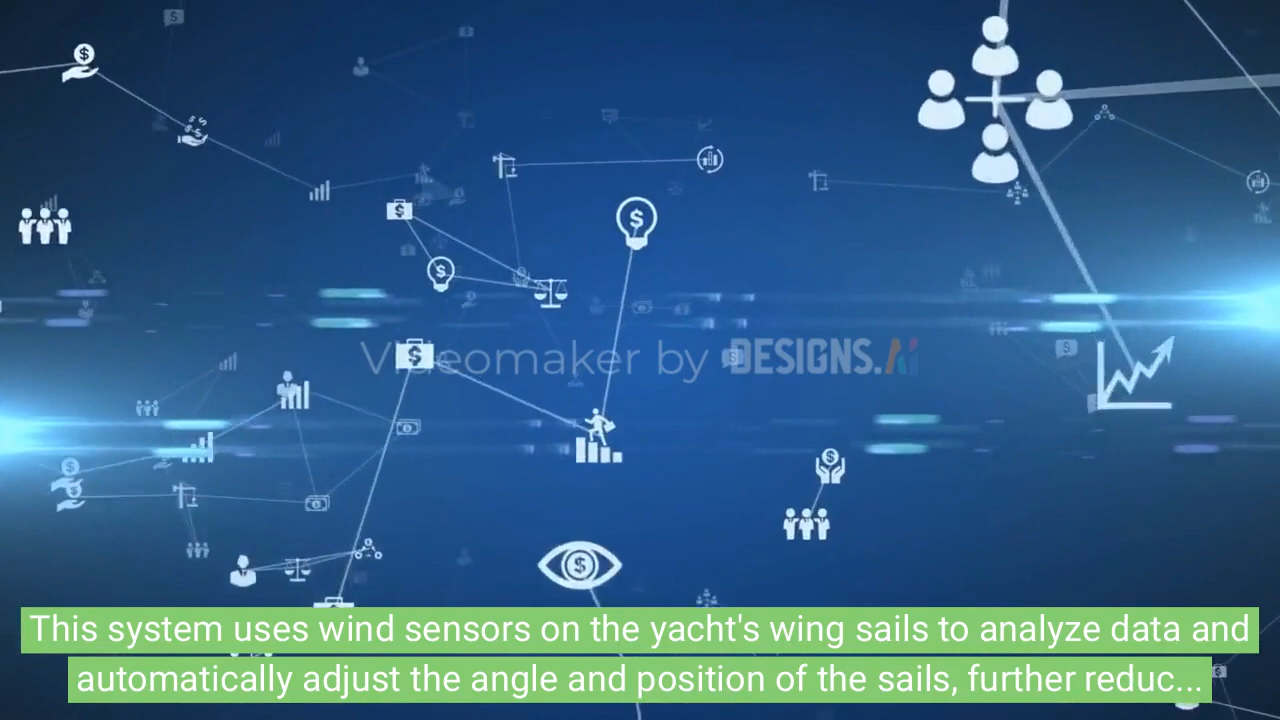 Videomaker by DESIGNS.AI
This system uses wind sensors on the yacht's wing sails to analyze data and
automatically adjust the angle and position of the sails, further reduc...